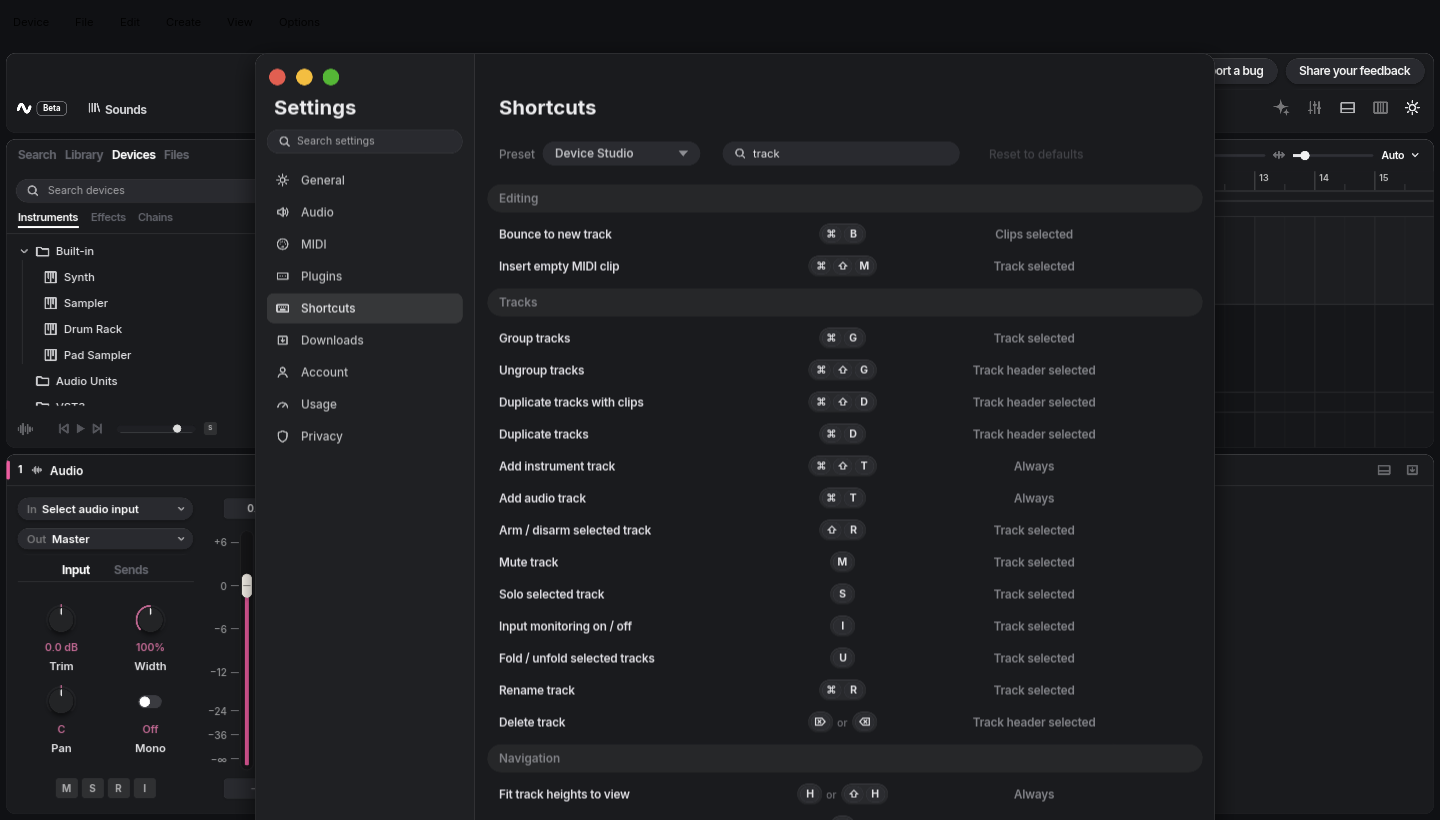 Device File Edit Create View Options
ort a bug
Share your feedback
Beta
Sounds
Search Library Devices Files
Search devices
Instruments Effects Chains
Built-in
Synth
Sampler
Drum Rack
Pad Sampler
Audio Units
VST3
S
1 Audio
In Select audio input
Out Master
Input Sends
0.0 dB 100%
Trim Width
C Off
Pan Mono
M S R I
0.
+6
0
−6
−12
−24
−36
−∞
Settings
Search settings
General
Audio
MIDI
Plugins
Shortcuts
Downloads
Account
Usage
Privacy
Shortcuts
Preset Device Studio track Reset to defaults
Editing
Bounce to new track ⌘ B Clips selected
Insert empty MIDI clip ⌘ ⇧ M Track selected
Tracks
Group tracks ⌘ G Track selected
Ungroup tracks ⌘ ⇧ G Track header selected
Duplicate tracks with clips ⌘ ⇧ D Track header selected
Duplicate tracks ⌘ D Track header selected
Add instrument track ⌘ ⇧ T Always
Add audio track ⌘ T Always
Arm / disarm selected track ⇧ R Track selected
Mute track M Track selected
Solo selected track S Track selected
Input monitoring on / off I Track selected
Fold / unfold selected tracks U Track selected
Rename track ⌘ R Track selected
Delete track ⌦ or ⌫ Track header selected
Navigation
Fit track heights to view H or ⇧ H Always
Auto
13 14 15